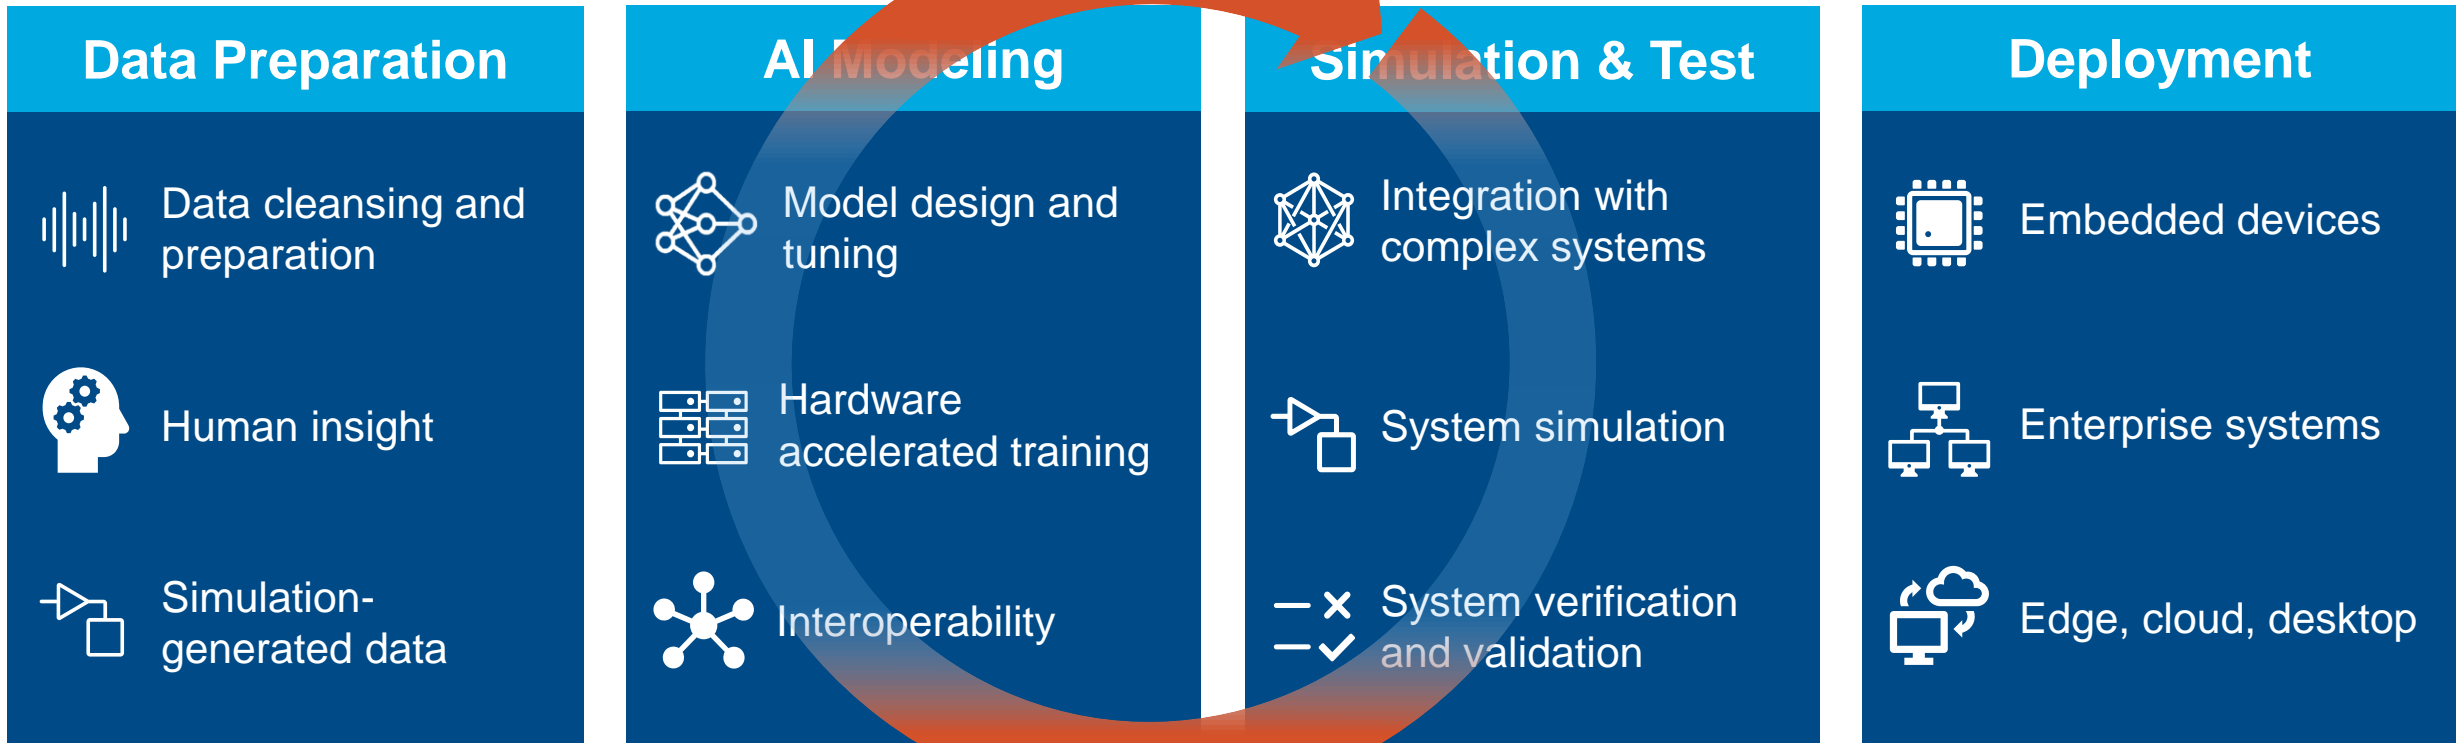 Data Preparation
Data cleansing and
preparation
Human insight
Simulation-
generated data
AI Modeling
Model design and
tuning
Hardware
accelerated training
Interoperability
Simulation & Test
Integration with
complex systems
System simulation
System verification
and validation
Deployment
Embedded devices
Enterprise systems
Edge, cloud, desktop